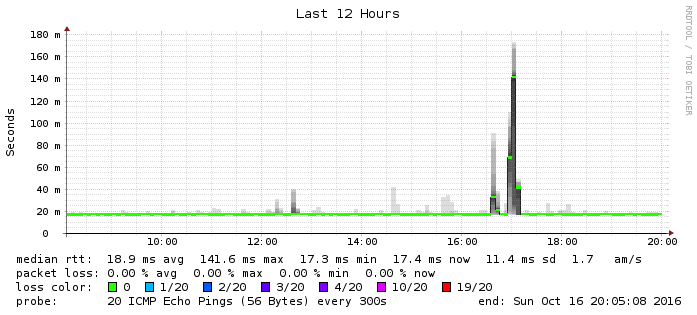 Last 12 Hours
RRDTOOL / TOBI OETIKER
Seconds
180 m
160 m
140 m
120 m
100 m
80 m
60 m
40 m
20 m
0
10:00 12:00 14:00 16:00 18:00 20:00
median rtt: 18.9 ms avg 141.6 ms max 17.3 ms min 17.4 ms now 11.4 ms sd 1.7 am/s
packet loss: 0.00 % avg 0.00 % max 0.00 % min 0.00 % now
loss color: 0 1/20 2/20 3/20 4/20 10/20 19/20
probe: 20 ICMP Echo Pings (56 Bytes) every 300s end: Sun Oct 16 20:05:08 2016